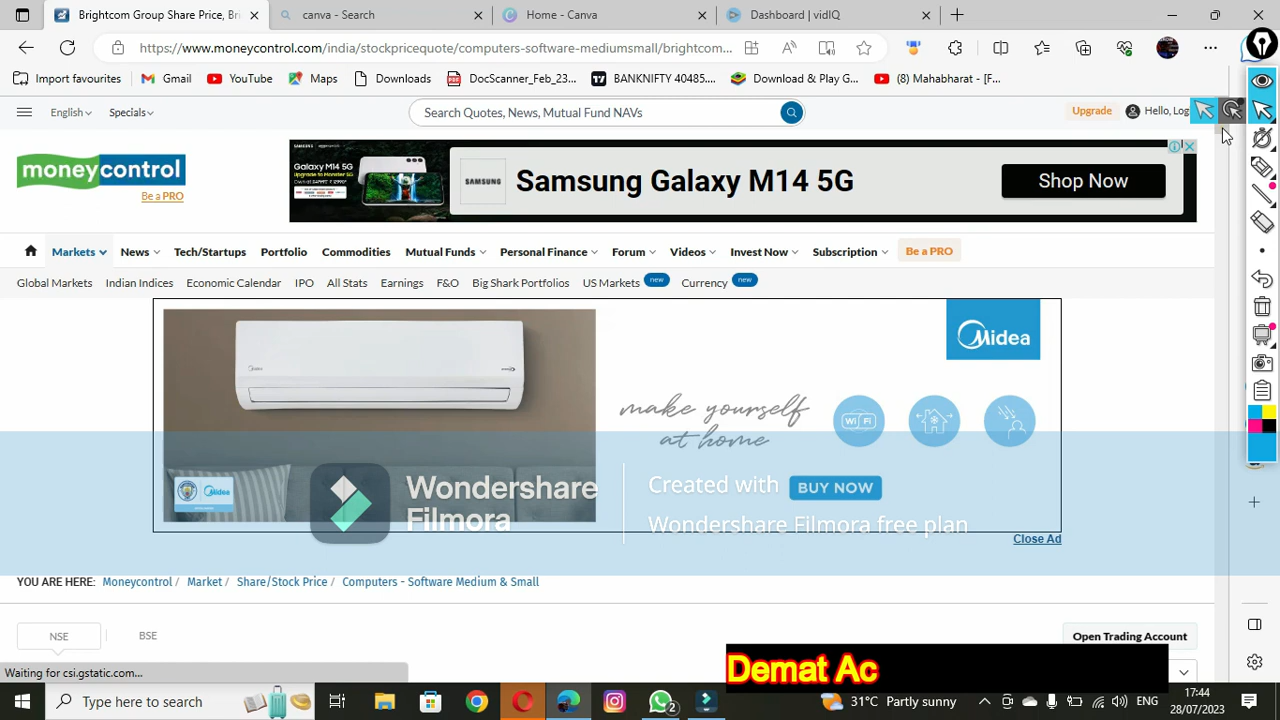 Brightcom Group Share Price, Bri
canva - Search
Home - Canva
Dashboard | vidIQ
https://www.moneycontrol.com/india/stockpricequote/computers-software-mediumsmall/brightcom...
Import favourites
Gmail
YouTube
Maps
Downloads
DocScanner_Feb_23...
BANKNIFTY 40485....
Download & Play G...
(8) Mahabharat - [F...
English
Specials
Search Quotes, News, Mutual Fund NAVs
Upgrade
Hello, Log
moneycontrol
Be a PRO
Galaxy M14 5G
SAMSUNG
Samsung Galaxy M14 5G
Shop Now
Markets
News
Tech/Startups
Portfolio
Commodities
Mutual Funds
Personal Finance
Forum
Videos
Invest Now
Subscription
Be a PRO
Global Markets
Indian Indices
Economic Calendar
IPO
All Stats
Earnings
F&O
Big Shark Portfolios
US Markets
new
Currency
new
Midea
make yourself
at home
Wi Fi
Midea
Wondershare
Filmora
Created with
BUY NOW
Wondershare Filmora free plan
Close Ad
YOU ARE HERE:
Moneycontrol /
Market /
Share/Stock Price /
Computers - Software Medium & Small
NSE
BSE
Open Trading Account
Waiting for csi.gstatic.com...
Demat Ac
Type here to search
31°C Partly sunny
ENG
17:44
28/07/2023